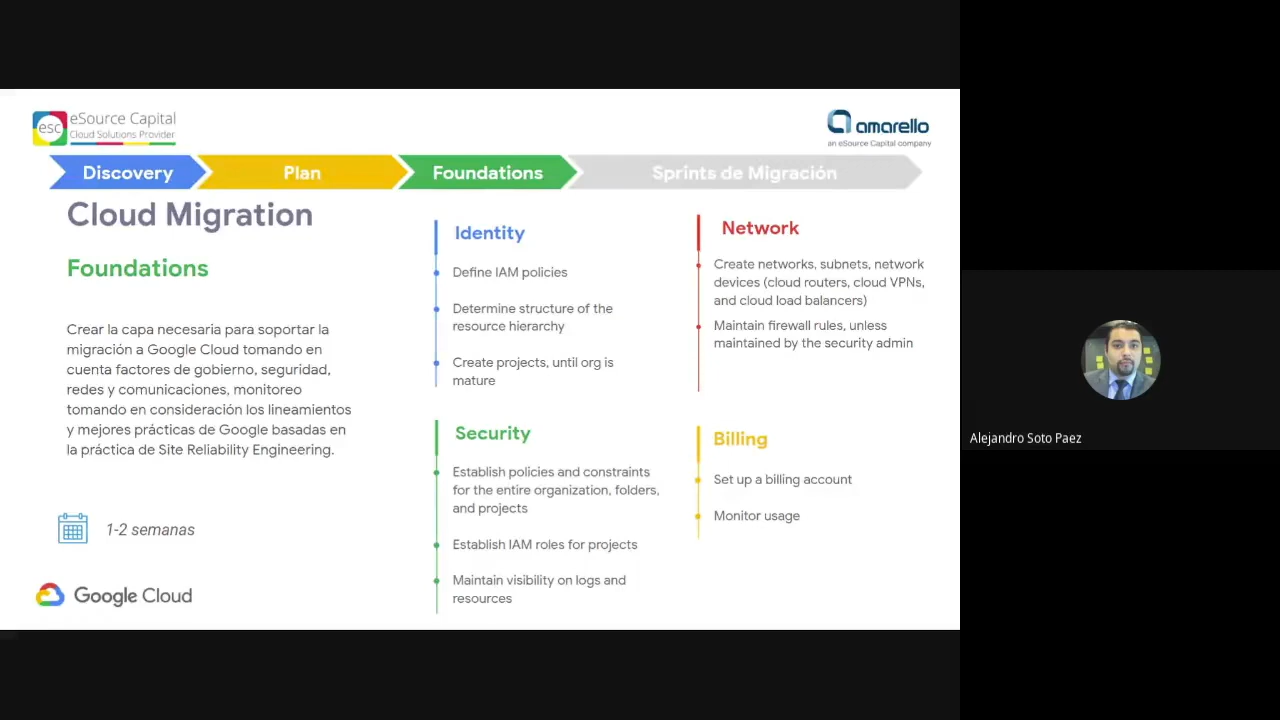 esc
eSource Capital
Cloud Solutions Provider
amarello
an eSource Capital company
Discovery
Plan
Foundations
Sprints de Migración
Cloud Migration
Foundations
Crear la capa necesaria para soportar la
migración a Google Cloud tomando en
cuenta factores de gobierno, seguridad,
redes y comunicaciones, monitoreo
tomando en consideración los lineamientos
y mejores prácticas de Google basadas en
la práctica de Site Reliability Engineering.
1-2 semanas
Google Cloud
Identity
Define IAM policies
Determine structure of the
resource hierarchy
Create projects, until org is
mature
Security
Establish policies and constraints
for the entire organization, folders,
and projects
Establish IAM roles for projects
Maintain visibility on logs and
resources
Network
Create networks, subnets, network
devices (cloud routers, cloud VPNs,
and cloud load balancers)
Maintain firewall rules, unless
maintained by the security admin
Billing
Set up a billing account
Monitor usage
Alejandro Soto Paez